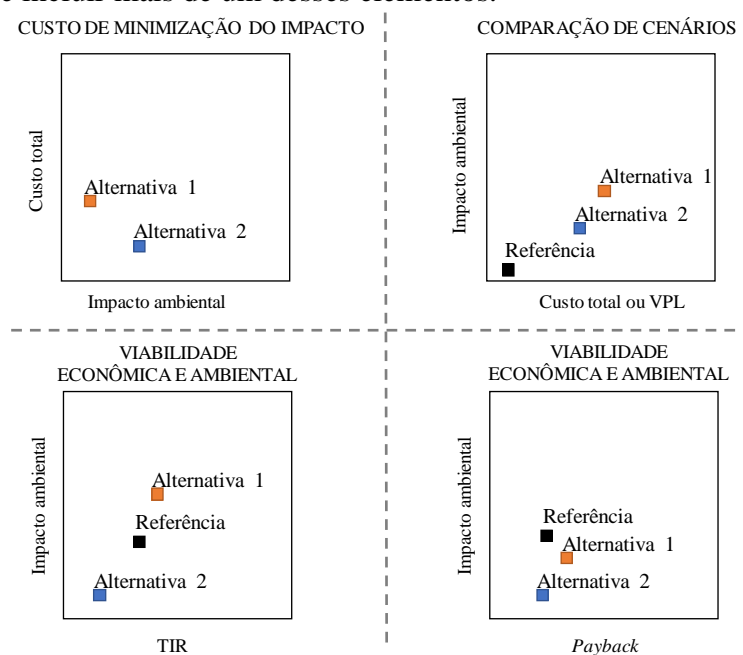 incluir mais de um desses elementos.
CUSTO DE MINIMIZAÇÃO DO IMPACTO
Custo total
Alternativa 1
Alternativa 2
Impacto ambiental
COMPARAÇÃO DE CENÁRIOS
Impacto ambiental
Alternativa 1
Alternativa 2
Referência
Custo total ou VPL
VIABILIDADE
ECONÔMICA E AMBIENTAL
Impacto ambiental
Alternativa 1
Referência
Alternativa 2
TIR
VIABILIDADE
ECONÔMICA E AMBIENTAL
Impacto ambiental
Referência
Alternativa 1
Alternativa 2
Payback